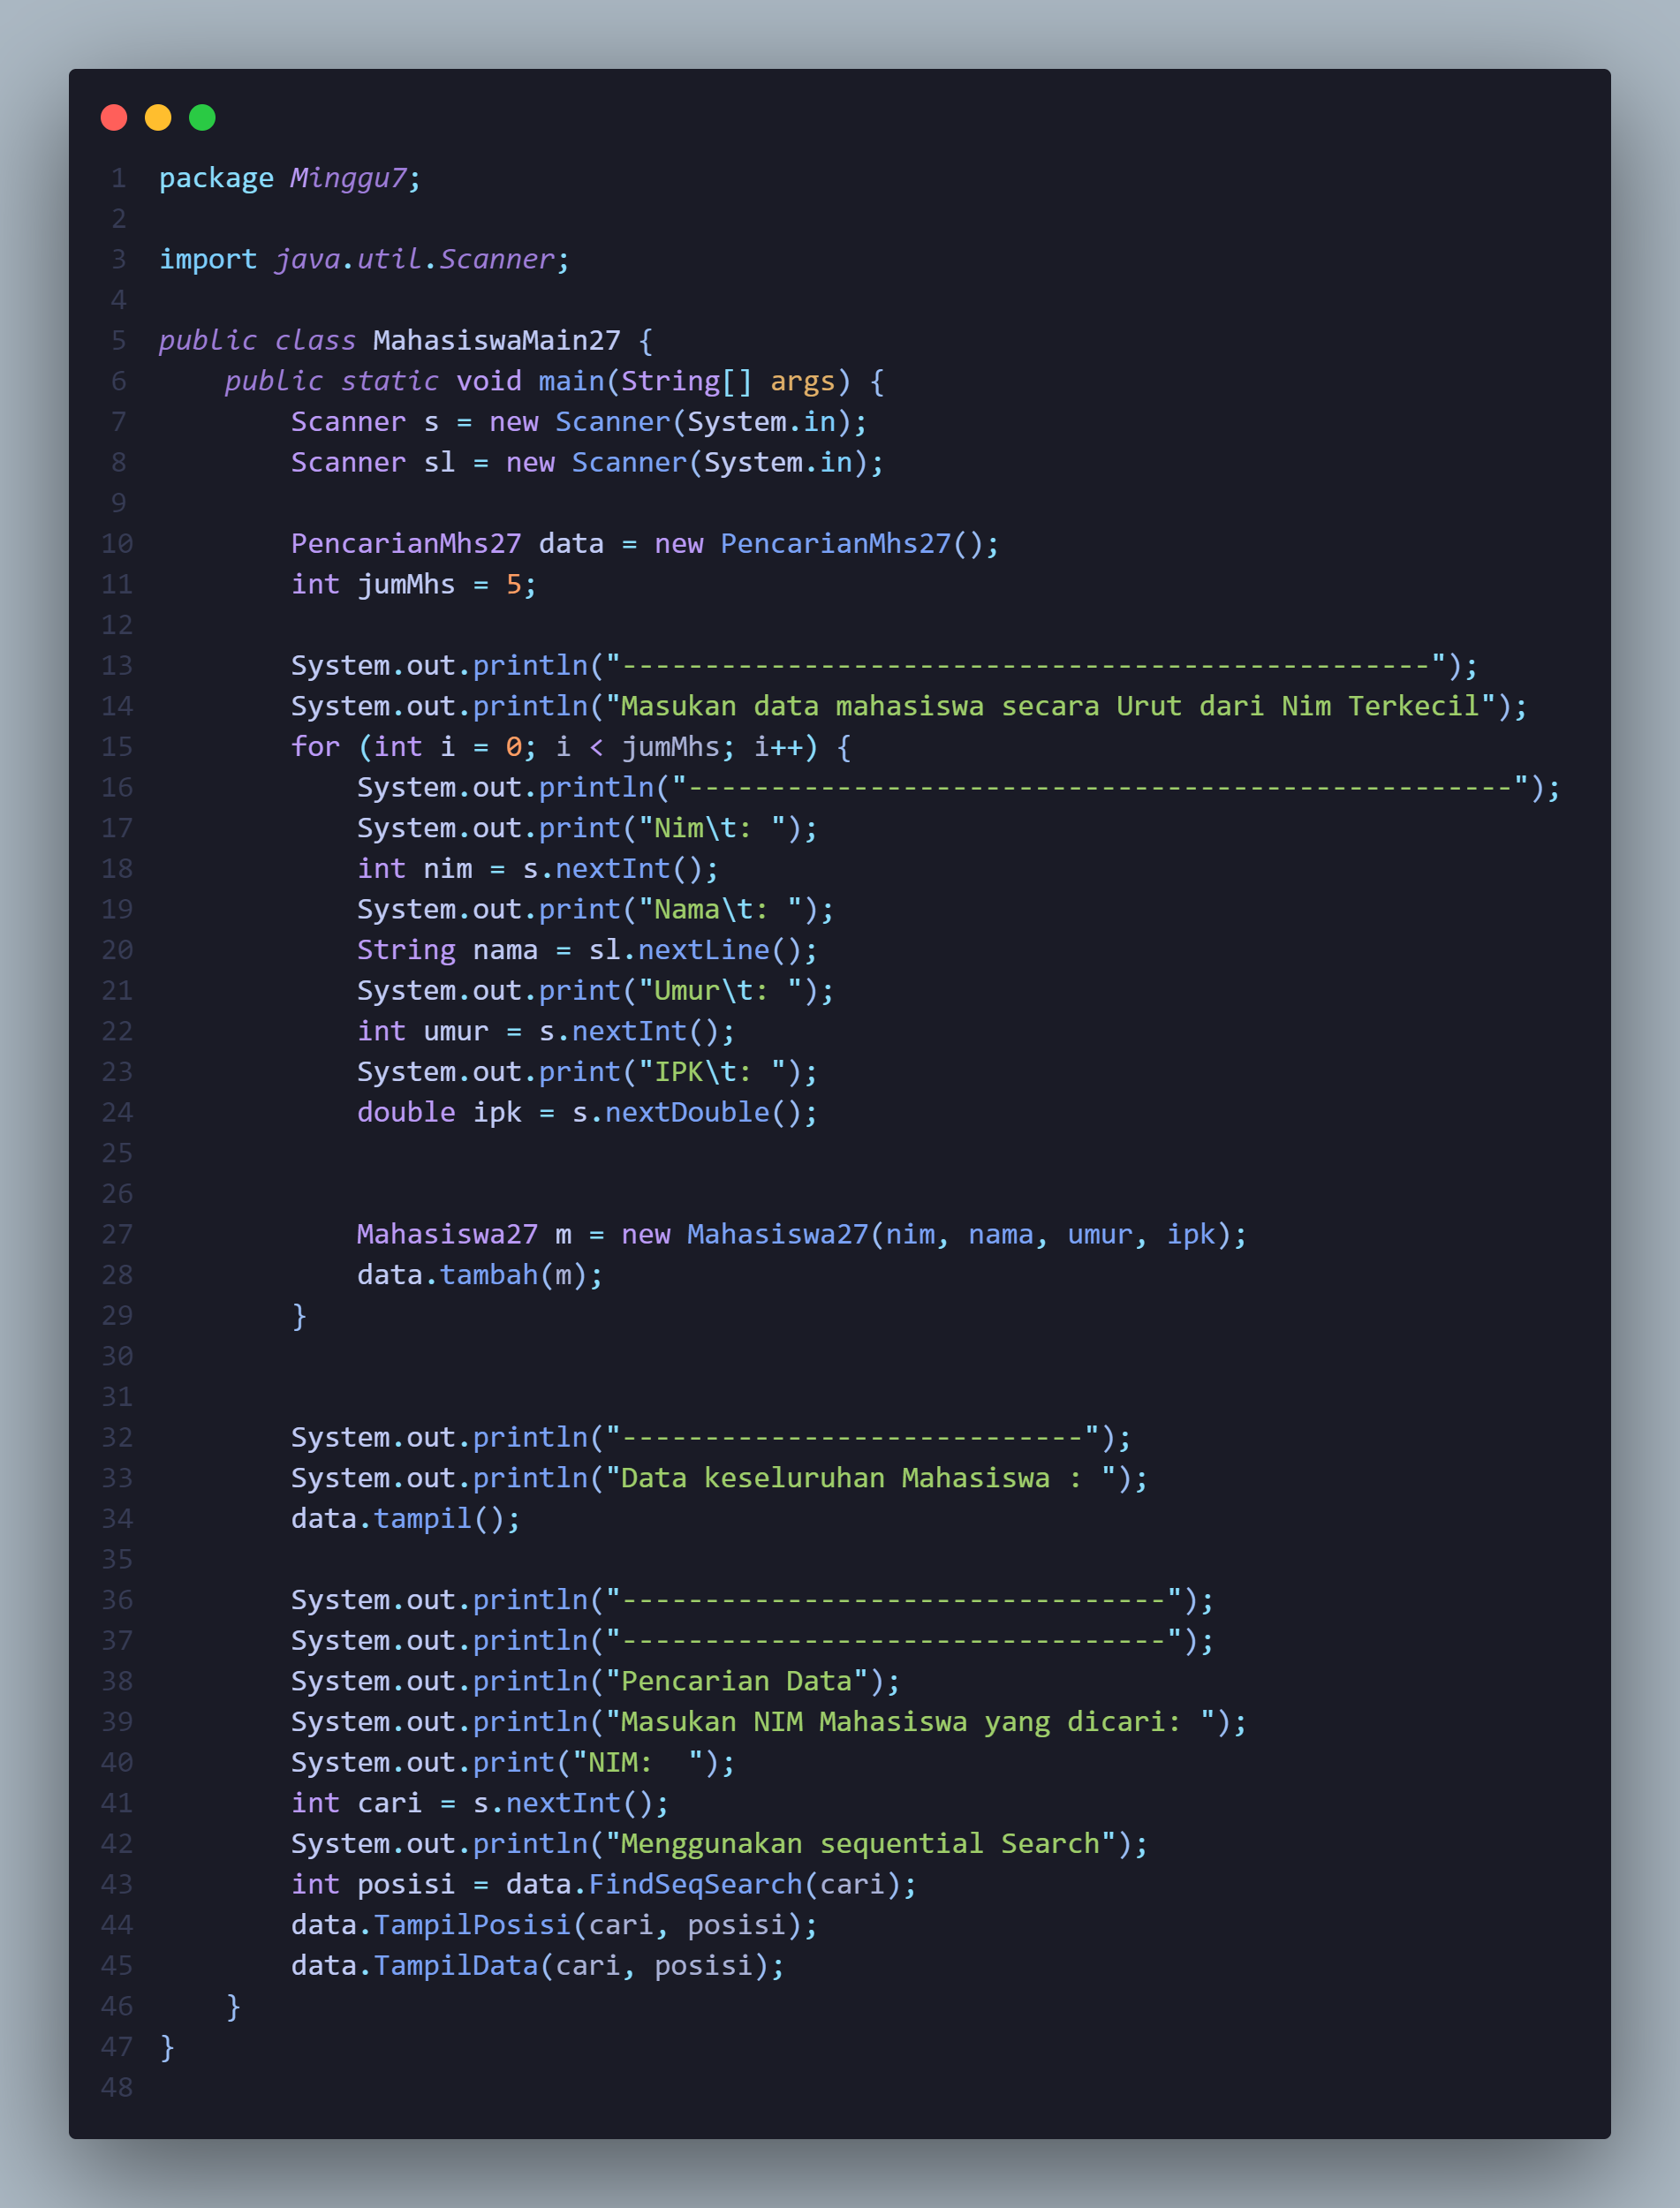 1 package Minggu7;
2
3 import java.util.Scanner;
4
5 public class MahasiswaMain27 {
6     public static void main(String[] args) {
7         Scanner s = new Scanner(System.in);
8         Scanner sl = new Scanner(System.in);
9
10         PencarianMhs27 data = new PencarianMhs27();
11         int jumMhs = 5;
12
13         System.out.println("-------------------------------------------------");
14         System.out.println("Masukan data mahasiswa secara Urut dari Nim Terkecil");
15         for (int i = 0; i < jumMhs; i++) {
16             System.out.println("--------------------------------------------------");
17             System.out.print("Nim\t: ");
18             int nim = s.nextInt();
19             System.out.print("Nama\t: ");
20             String nama = sl.nextLine();
21             System.out.print("Umur\t: ");
22             int umur = s.nextInt();
23             System.out.print("IPK\t: ");
24             double ipk = s.nextDouble();
25
26
27             Mahasiswa27 m = new Mahasiswa27(nim, nama, umur, ipk);
28             data.tambah(m);
29         }
30
31
32         System.out.println("----------------------------");
33         System.out.println("Data keseluruhan Mahasiswa : ");
34         data.tampil();
35
36         System.out.println("---------------------------------");
37         System.out.println("---------------------------------");
38         System.out.println("Pencarian Data");
39         System.out.println("Masukan NIM Mahasiswa yang dicari: ");
40         System.out.print("NIM:  ");
41         int cari = s.nextInt();
42         System.out.println("Menggunakan sequential Search");
43         int posisi = data.FindSeqSearch(cari);
44         data.TampilPosisi(cari, posisi);
45         data.TampilData(cari, posisi);
46     }
47 }
48